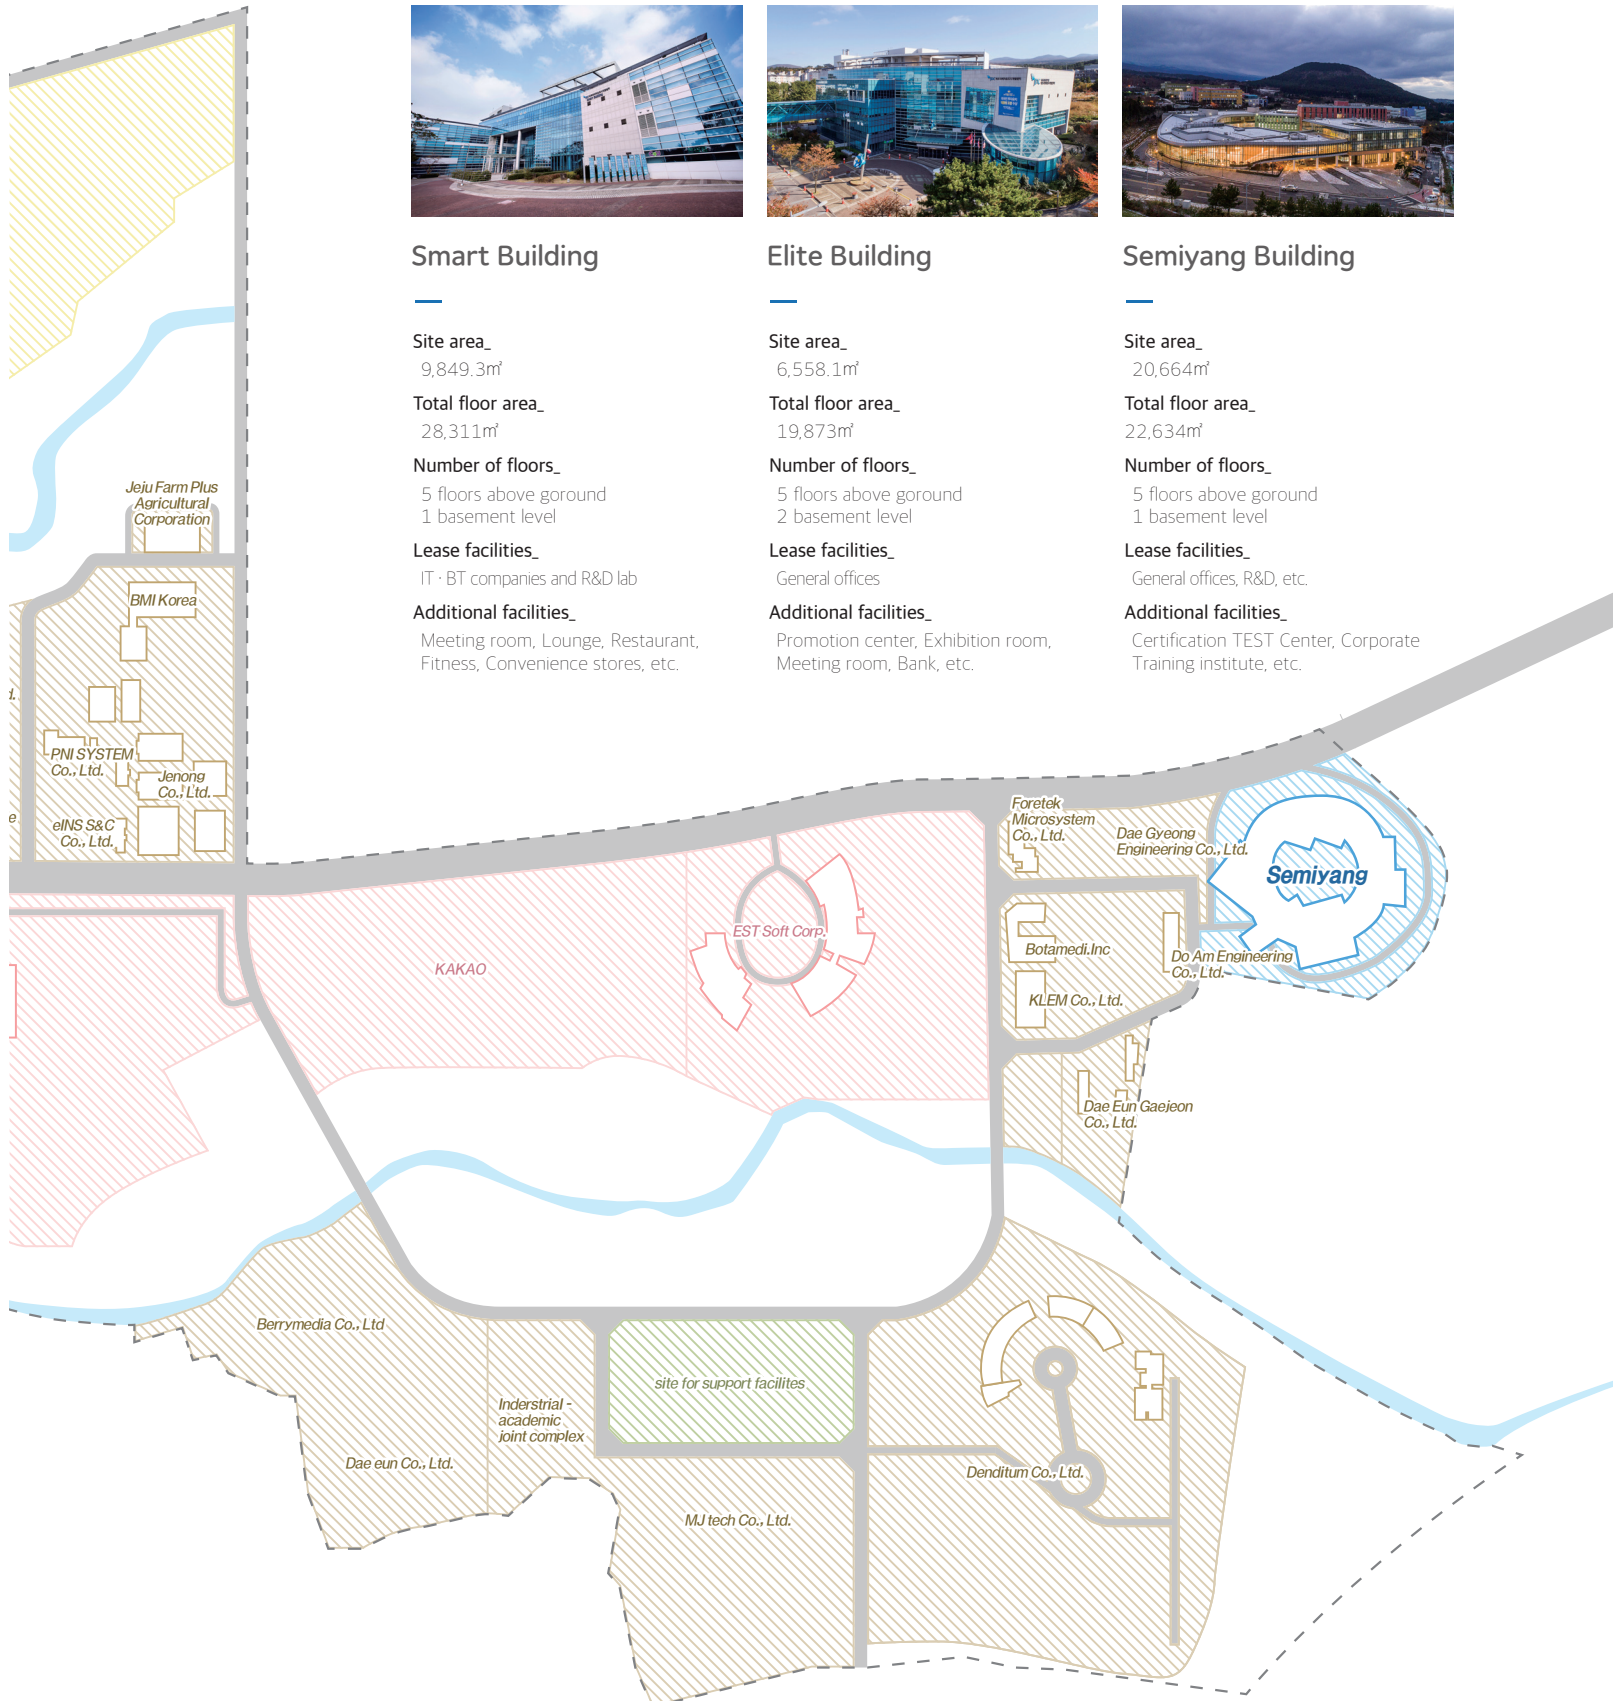 Smart Building
Site area_
9,849.3㎡
Total floor area_
28,311㎡
Number of floors_
5 floors above goround
1 basement level
Lease facilities_
IT · BT companies and R&D lab
Additional facilities_
Meeting room, Lounge, Restaurant,
Fitness, Convenience stores, etc.
Elite Building
Site area_
6,558.1㎡
Total floor area_
19,873㎡
Number of floors_
5 floors above goround
2 basement level
Lease facilities_
General offices
Additional facilities_
Promotion center, Exhibition room,
Meeting room, Bank, etc.
Semiyang Building
Site area_
20,664㎡
Total floor area_
22,634㎡
Number of floors_
5 floors above goround
1 basement level
Lease facilities_
General offices, R&D, etc.
Additional facilities_
Certification TEST Center, Corporate
Training institute, etc.
Jeju Farm Plus
Agricultural
Corporation
BMI Korea
d.
PNI SYSTEM
Co., Ltd.
Jenong
Co., Ltd.
e
eINS S&C
Co., Ltd.
Foretek
Microsystem
Co., Ltd.
Dae Gyeong
Engineering Co., Ltd.
Semiyang
EST Soft Corp.
KAKAO
Botamedi.Inc
Do Am Engineering
Co., Ltd.
KLEM Co., Ltd.
Dae Eun Gaejeon
Co., Ltd.
Berrymedia Co., Ltd
site for support facilites
Inderstrial -
academic
joint complex
Dae eun Co., Ltd.
Denditum Co., Ltd.
MJ tech Co., Ltd.